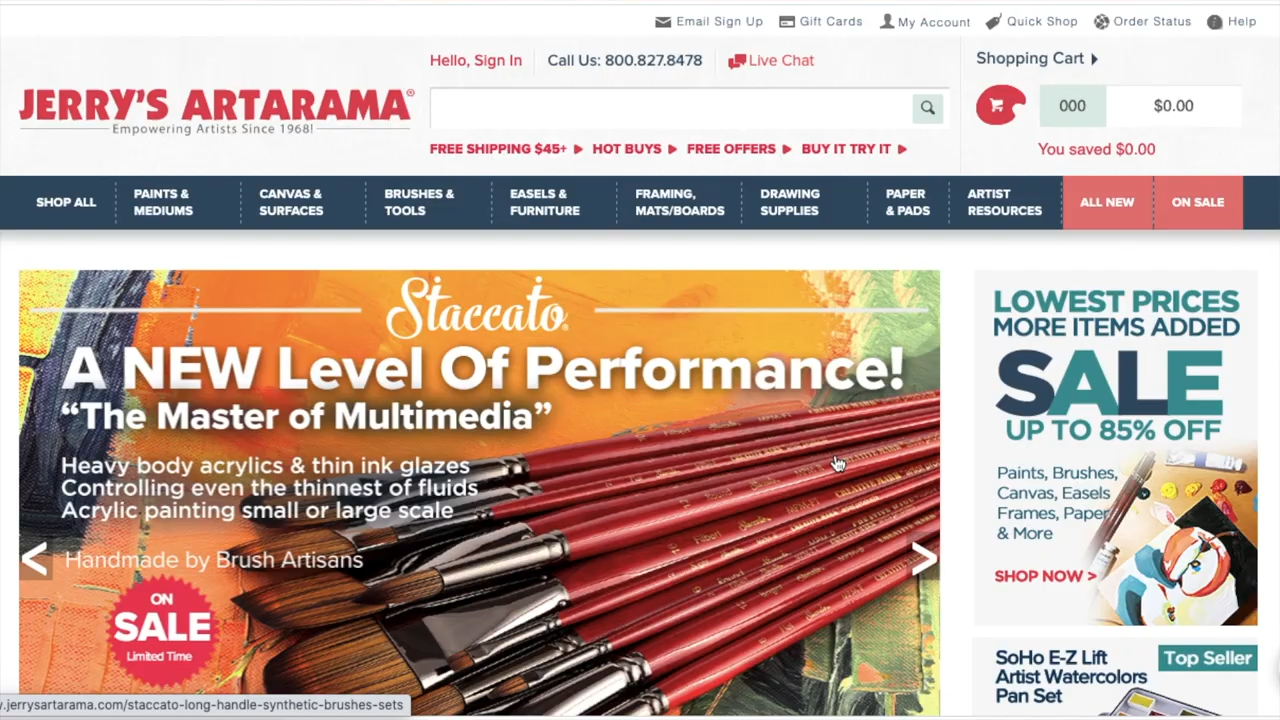 Email Sign Up Gift Cards My Account Quick Shop Order Status Help
Hello, Sign In Call Us: 800.827.8478 Live Chat
Shopping Cart
JERRY'S ARTARAMA®
Empowering Artists Since 1968!
000 $0.00
FREE SHIPPING $45+ HOT BUYS FREE OFFERS BUY IT TRY IT
You saved $0.00
SHOP ALL
PAINTS &
MEDIUMS
CANVAS &
SURFACES
BRUSHES &
TOOLS
EASELS &
FURNITURE
FRAMING,
MATS/BOARDS
DRAWING
SUPPLIES
PAPER
& PADS
ARTIST
RESOURCES
ALL NEW
ON SALE
Staccato
A NEW Level Of Performance!
“The Master of Multimedia”
Heavy body acrylics & thin ink glazes
Controlling even the thinnest of fluids
Acrylic painting small or large scale
Handmade by Brush Artisans
ON
SALE
Limited Time
LOWEST PRICES
MORE ITEMS ADDED
SALE
UP TO 85% OFF
Paints, Brushes,
Canvas, Easels
Frames, Paper
& More
SHOP NOW >
SoHo E-Z Lift
Artist Watercolors
Pan Set
Top Seller
.jerrysartarama.com/staccato-long-handle-synthetic-brushes-sets